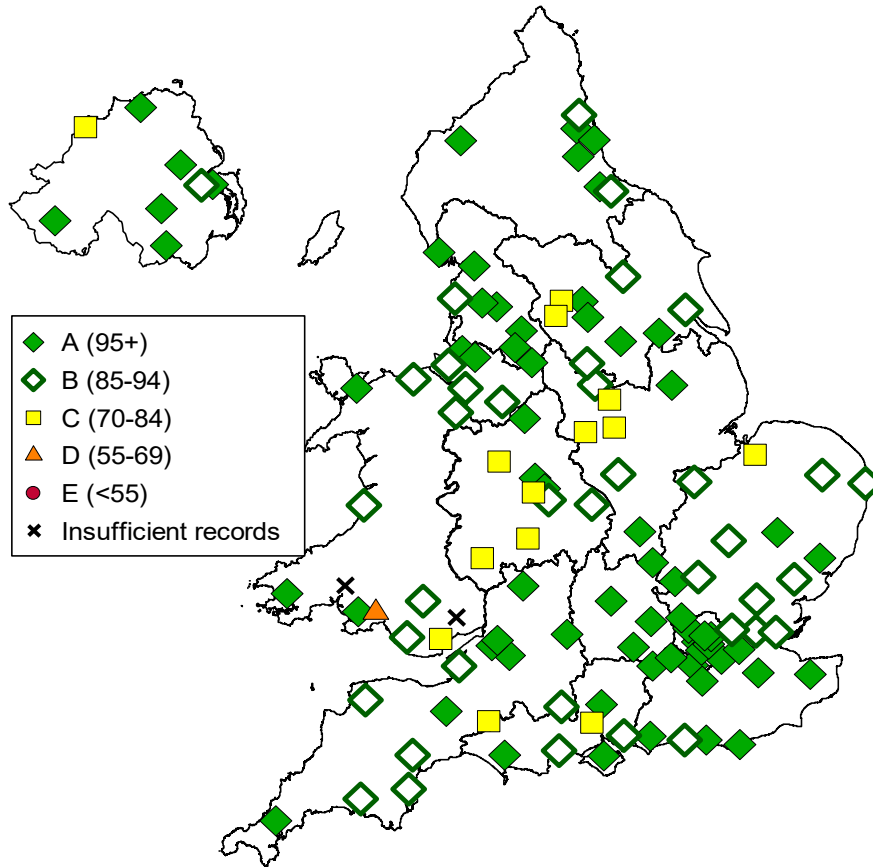 A (95+)
B (85-94)
C (70-84)
D (55-69)
E (<55)
Insufficient records